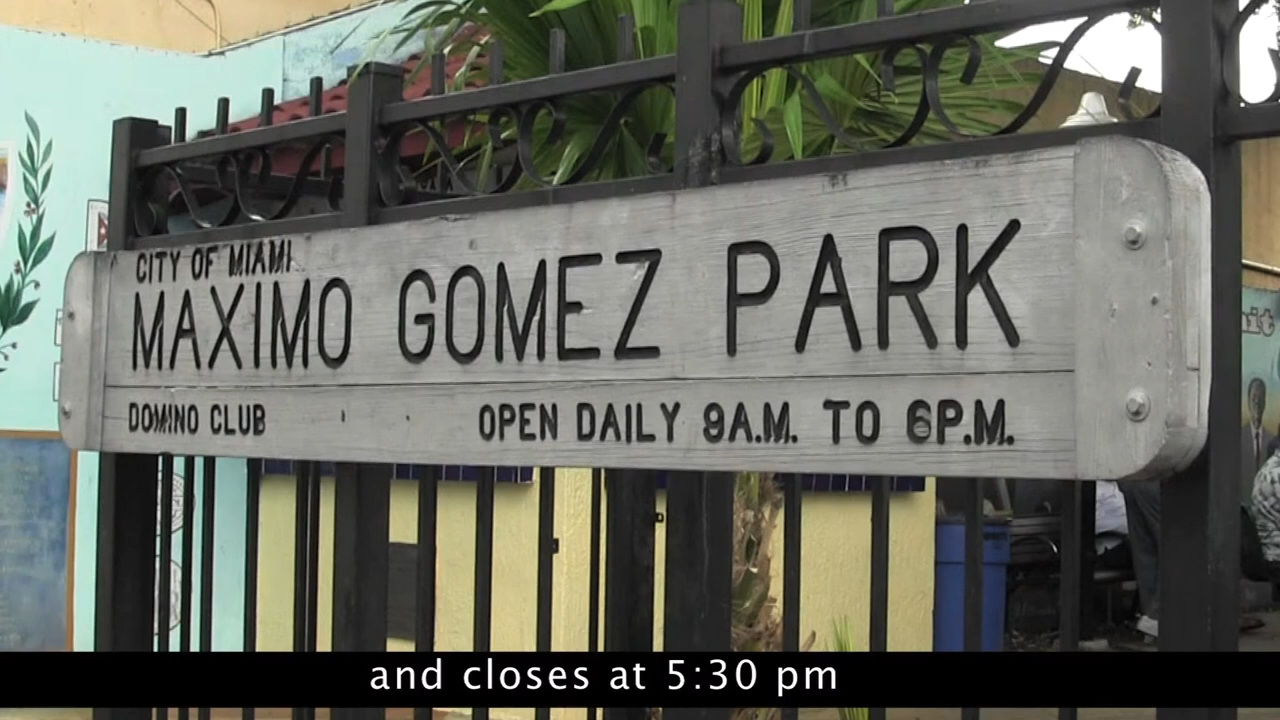 CITY OF MIAMI
MAXIMO GOMEZ PARK
DOMINO CLUB
OPEN DAILY 9A.M. TO 6P.M.
and closes at 5:30 pm